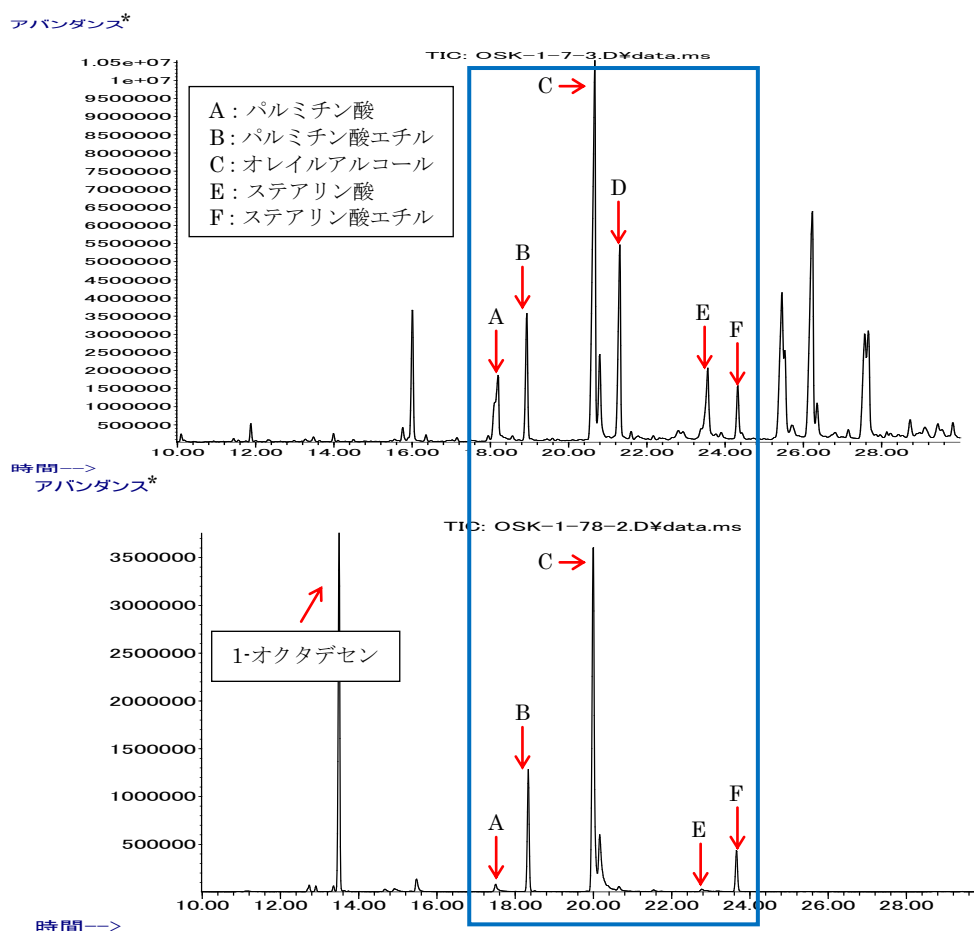 アバンダンス*
TIC: OSK-1-7-3.D¥data.ms
1.05e+07
1e+07
9500000
9000000
8500000
8000000
7500000
7000000
6500000
6000000
5500000
5000000
4500000
4000000
3500000
3000000
2500000
2000000
1500000
1000000
500000
A : パルミチン酸
B : パルミチン酸エチル
C : オレイルアルコール
E : ステアリン酸
F : ステアリン酸エチル
A
B
C
D
E
F
10.00 12.00 14.00 16.00 18.00 20.00 22.00 24.00 26.00 28.00
時間-->
アバンダンス*
TIC: OSK-1-78-2.D¥data.ms
3500000
3000000
2500000
2000000
1500000
1000000
500000
1-オクタデセン
A
B
C
E
F
10.00 12.00 14.00 16.00 18.00 20.00 22.00 24.00 26.00 28.00
時間-->